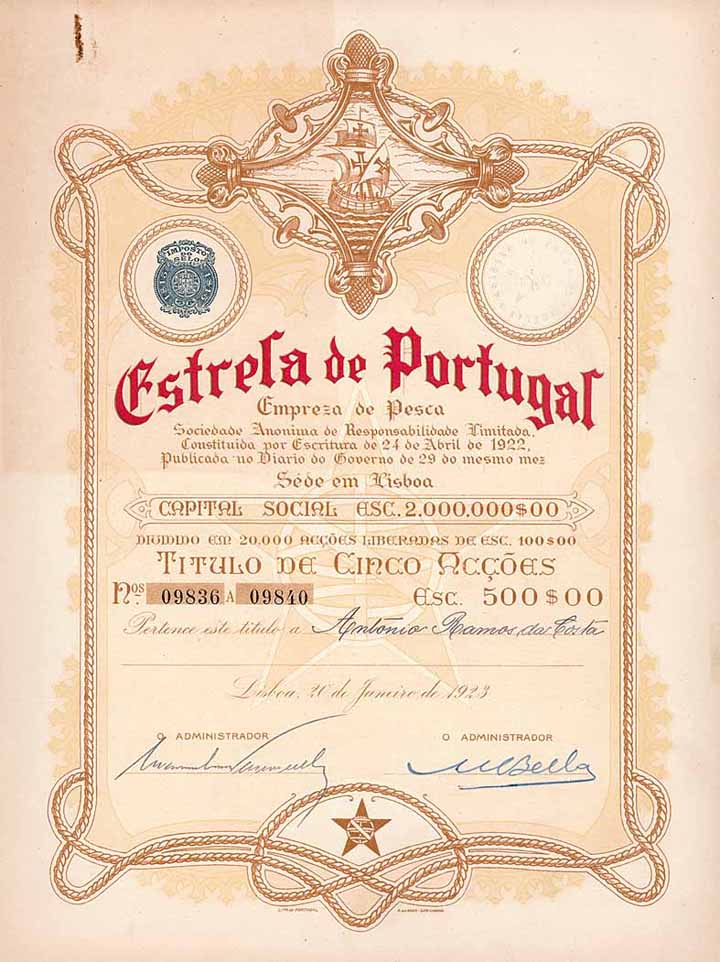 IMPOSTO
DO
SELO
Estrela de Portugal
Empreza de Pesca
Sociedade Anonima de Responsabilidade Limitada,
Constituida por Escritura de 24 de Abril de 1922,
Publicada no Diario do Governo de 29 do mesmo mez
Séde em Lisboa
CAPITAL SOCIAL ESC. 2.000,000$00
DIVIDIDO EM 20.000 ACÇÕES LIBERADAS DE ESC. 100$00
TITULO DE CINCO ACÇÕES
Nos 09836 A 09840 ESC. 500$00
Pertence este titulo a António Ramos da Costa
Lisboa, 20 de Janeiro de 1923
O ADMINISTRADOR O ADMINISTRADOR